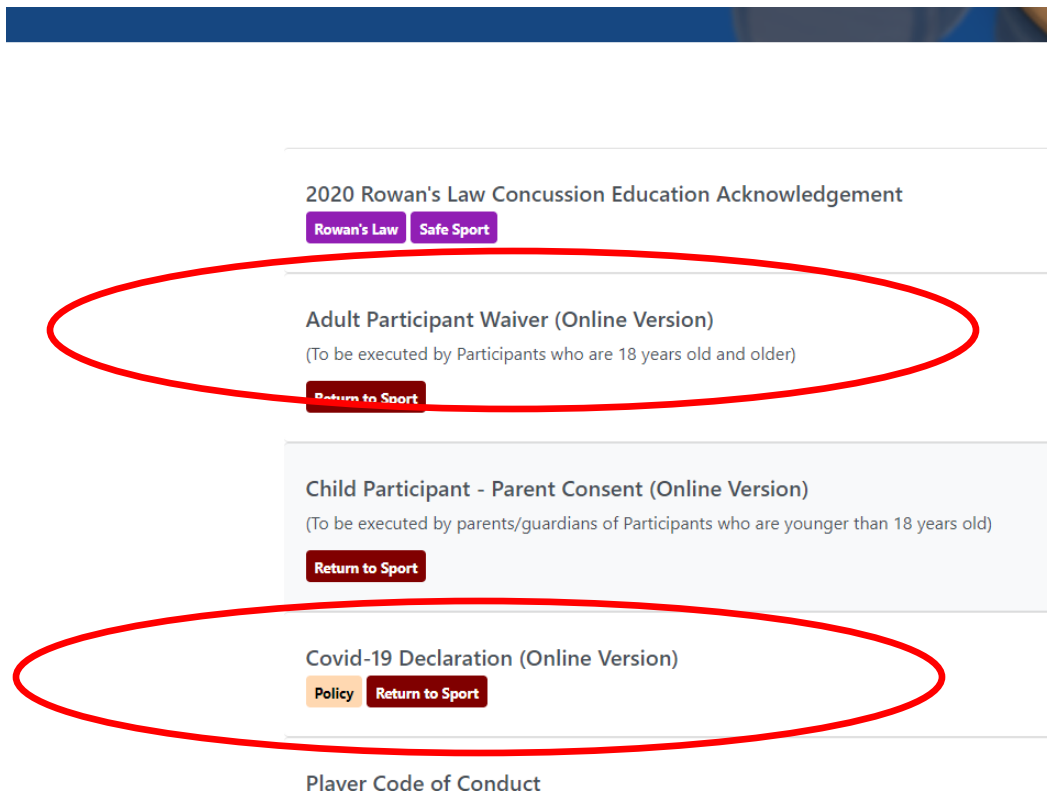 2020 Rowan's Law Concussion Education Acknowledgement
Rowan's Law Safe Sport
Adult Participant Waiver (Online Version)
(To be executed by Participants who are 18 years old and older)
Return to Sport
Child Participant - Parent Consent (Online Version)
(To be executed by parents/guardians of Participants who are younger than 18 years old)
Return to Sport
Covid-19 Declaration (Online Version)
Policy Return to Sport
Player Code of Conduct